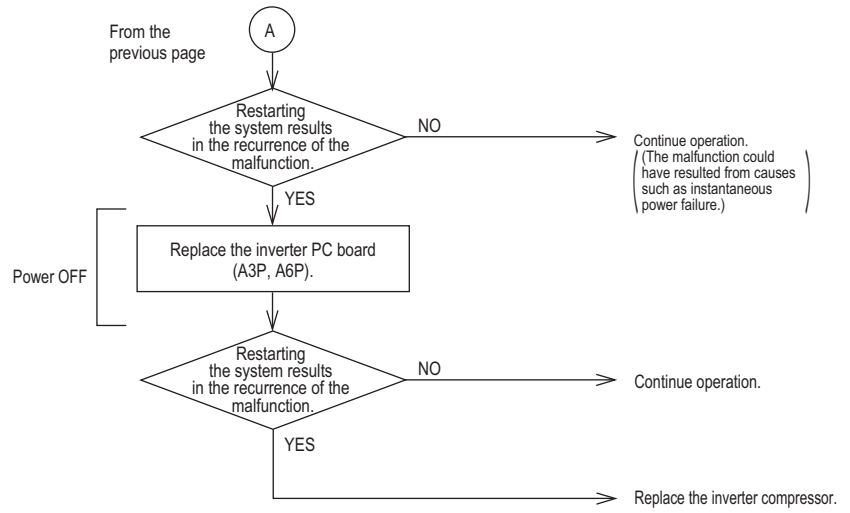 From the
previous page
A
Restarting
the system results
in the recurrence of the
malfunction.
NO
Continue operation.
(The malfunction could
have resulted from causes
such as instantaneous
power failure.)
YES
Power OFF
Replace the inverter PC board
(A3P, A6P).
Restarting
the system results
in the recurrence of the
malfunction.
NO
Continue operation.
YES
Replace the inverter compressor.